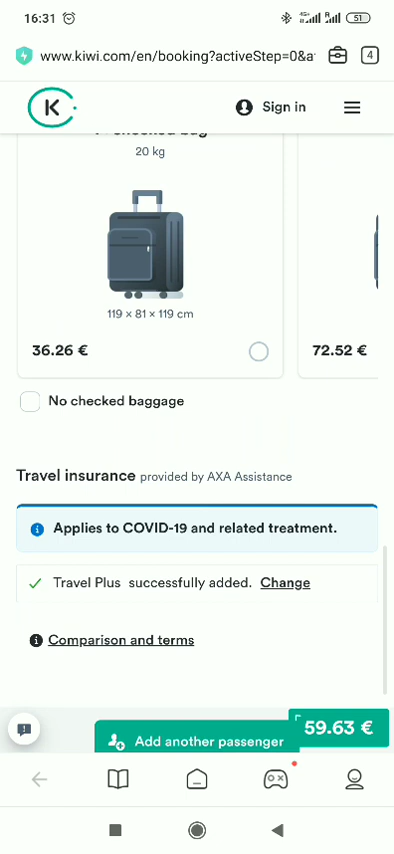 16:31
51
www.kiwi.com/en/booking?activeStep=0&a
4
K
Sign in
checked bag
20 kg
119 × 81 × 119 cm
36.26 €
72.52 €
No checked baggage
Travel insurance provided by AXA Assistance
Applies to COVID-19 and related treatment.
Travel Plus successfully added. Change
Comparison and terms
59.63 €
Add another passenger